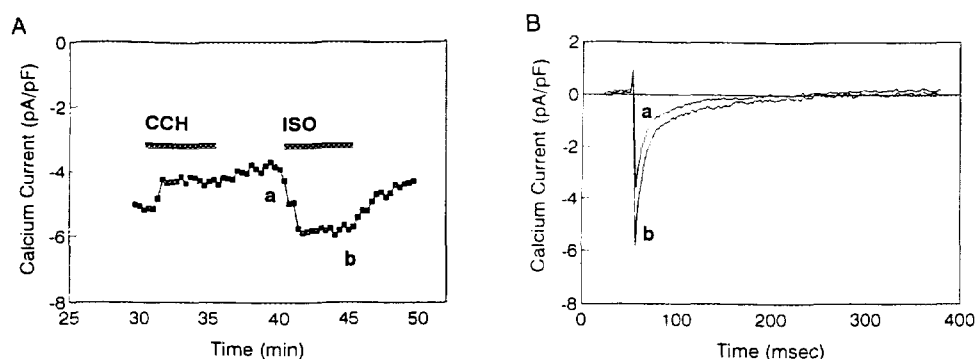 A
Calcium Current (pA/pF)
0
-2
-4
-6
-8
CCH
ISO
a
b
25
30
35
40
45
50
Time (min)
B
Calcium Current (pA/pF)
2
0
-2
-4
-6
-8
a
b
0
100
200
300
400
Time (msec)